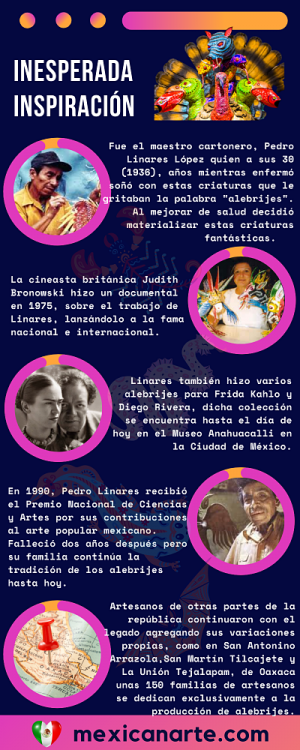 INESPERADA
INSPIRACIÓN
Fue el maestro cartonero, Pedro
Linares López quien a sus 30
(1936), años mientras enfermó
soñó con estas criaturas que le
gritaban la palabra "alebrijes".
Al mejorar de salud decidió
materializar estas criaturas
fantásticas.
La cineasta británica Judith
Bronowski hizo un documental
en 1975, sobre el trabajo de
Linares, lanzándolo a la fama
nacional e internacional.
Linares también hizo varios
alebrijes para Frida Kahlo y
Diego Rivera, dicha colección
se encuentra hasta el día de
hoy en el Museo Anahuacalli en
la Ciudad de México.
En 1990, Pedro Linares recibió
el Premio Nacional de Ciencias
y Artes por sus contribuciones
al arte popular mexicano.
Falleció dos años después pero
su familia continúa la
tradición de los alebrijes
hasta hoy.
Artesanos de otras partes de la
república continuaron con el
legado agregando sus variaciones
propias, como en San Antonino
Arrazola,San Martín Tilcajete y
La Unión Tejalapam, de Oaxaca
unas 150 familias de artesanos
se dedican exclusivamente a la
producción de alebrijes.
mexicanarte.com